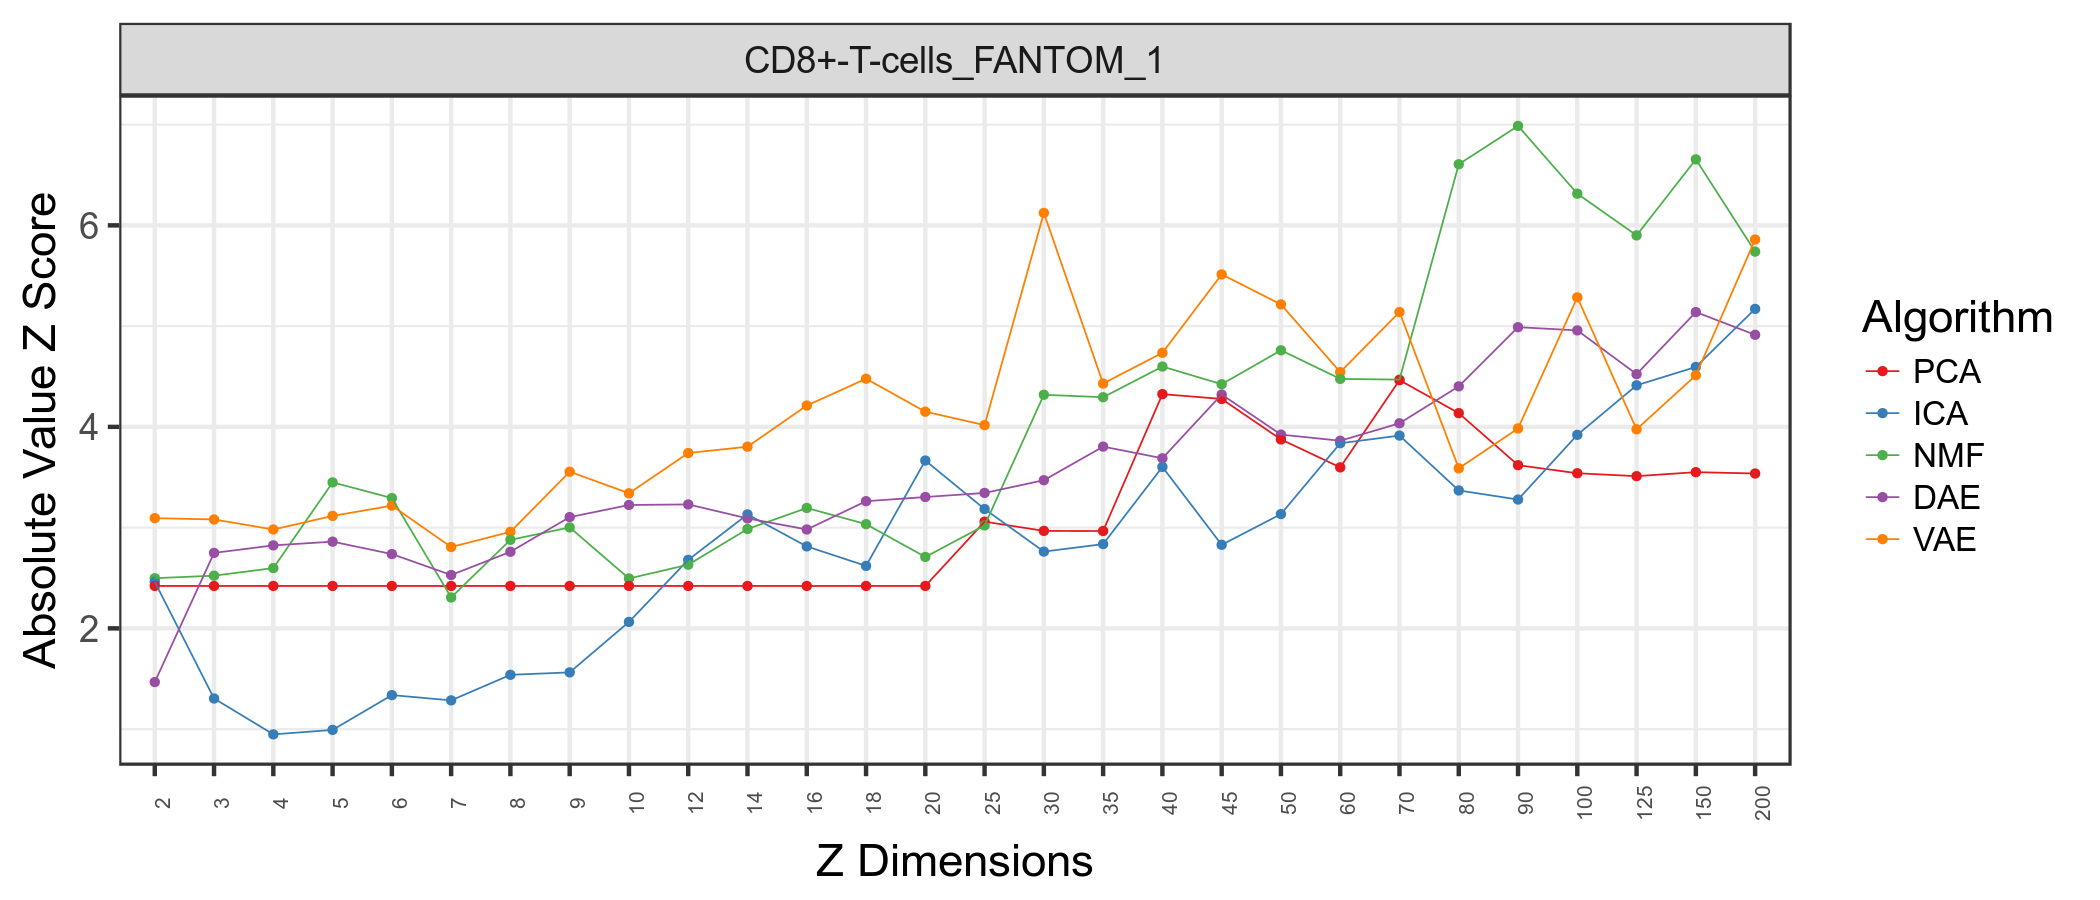 CD8+-T-cells_FANTOM_1
Absolute Value Z Score
6
4
2
2 3 4 5 6 7 8 9 10 12 14 16 18 20 25 30 35 40 45 50 60 70 80 90 100 125 150 200
Z Dimensions
Algorithm
PCA
ICA
NMF
DAE
VAE